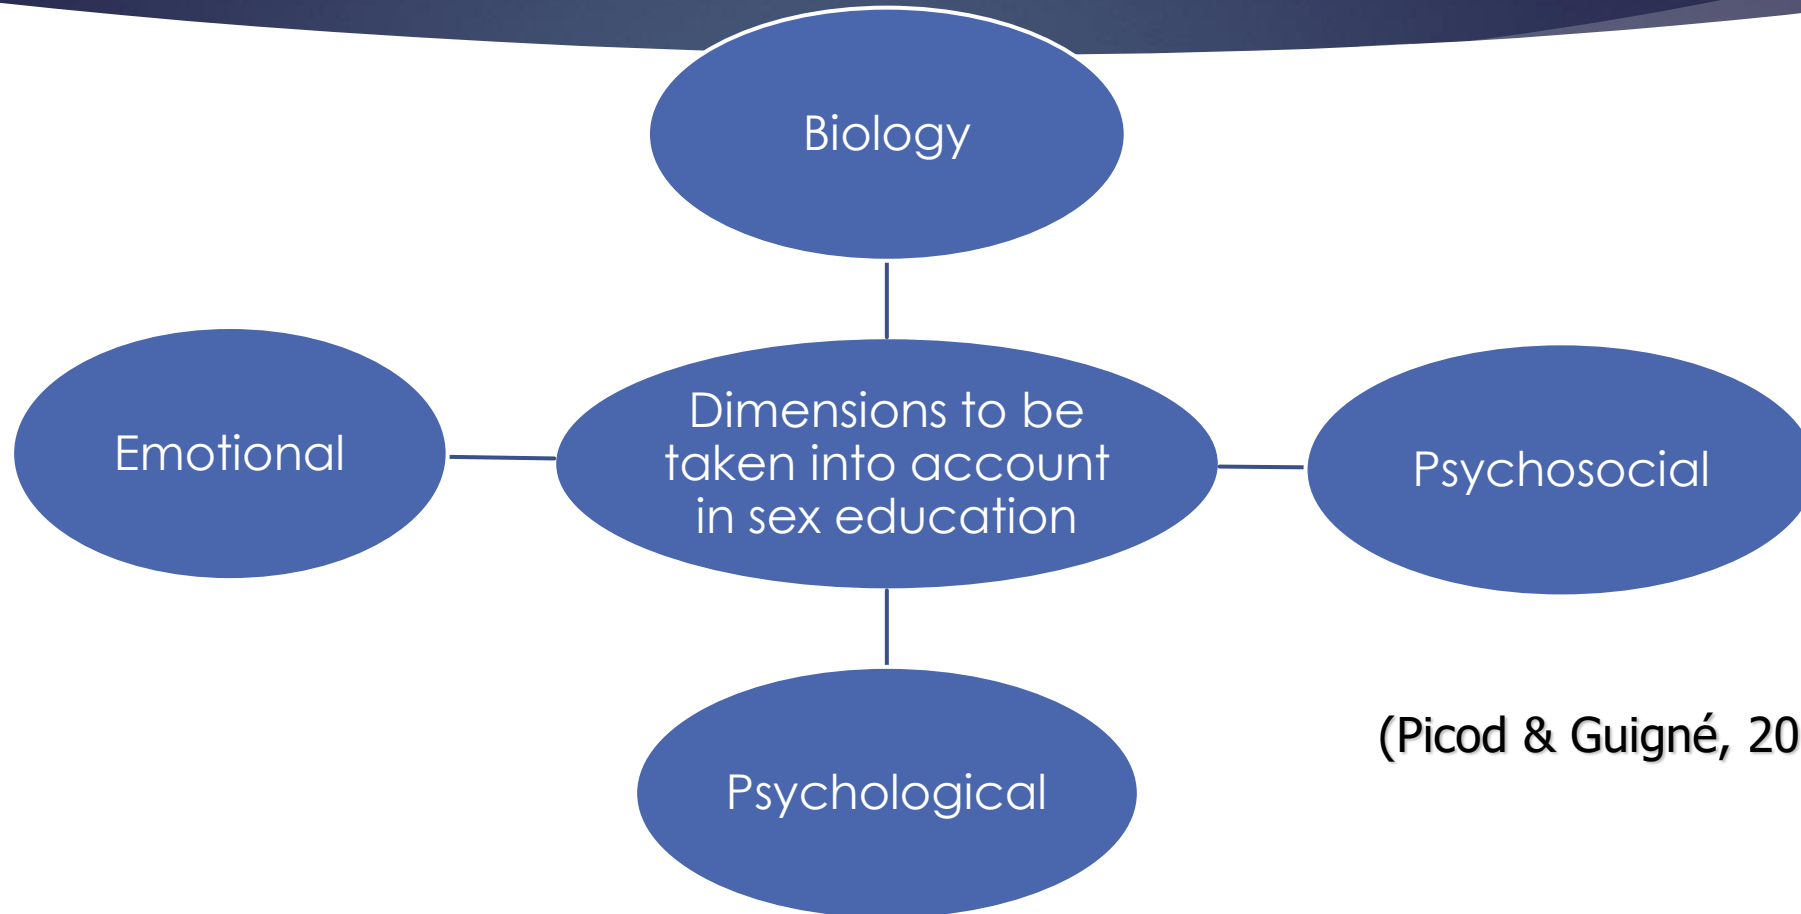 Biology
Emotional
Dimensions to be
taken into account
in sex education
Psychosocial
(Picod & Guigné, 20
Psychological